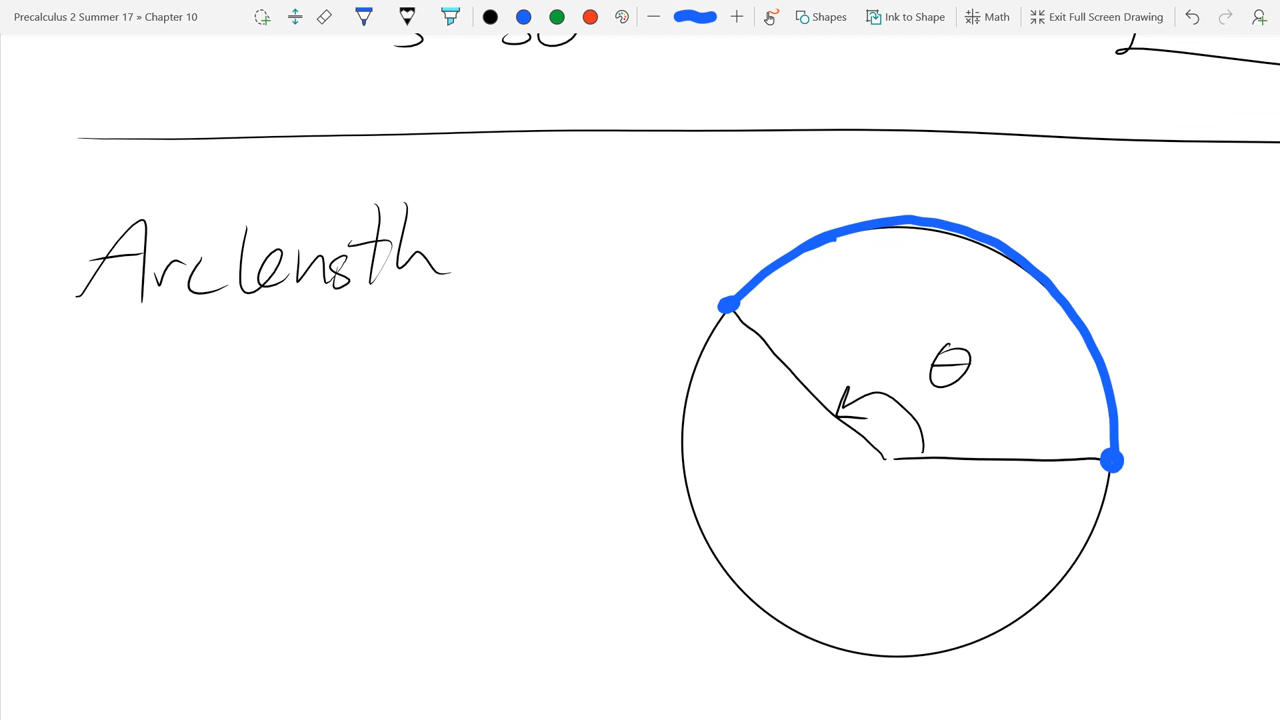 Precalculus 2 Summer 17 » Chapter 10
Shapes
Ink to Shape
Math
Exit Full Screen Drawing
Arclength
θ